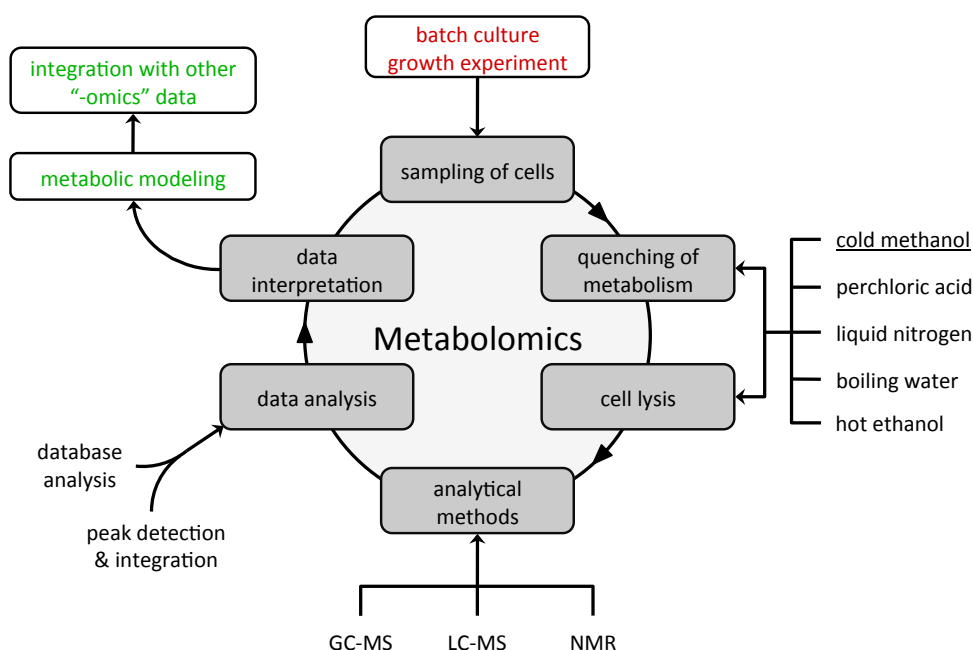 batch culture
growth experiment
integration with other
“-omics” data
sampling of cells
metabolic modeling
data
interpretation
quenching of
metabolism
cold methanol
perchloric acid
liquid nitrogen
boiling water
hot ethanol
Metabolomics
data analysis
cell lysis
database
analysis
peak detection
& integration
analytical
methods
GC-MS
LC-MS
NMR